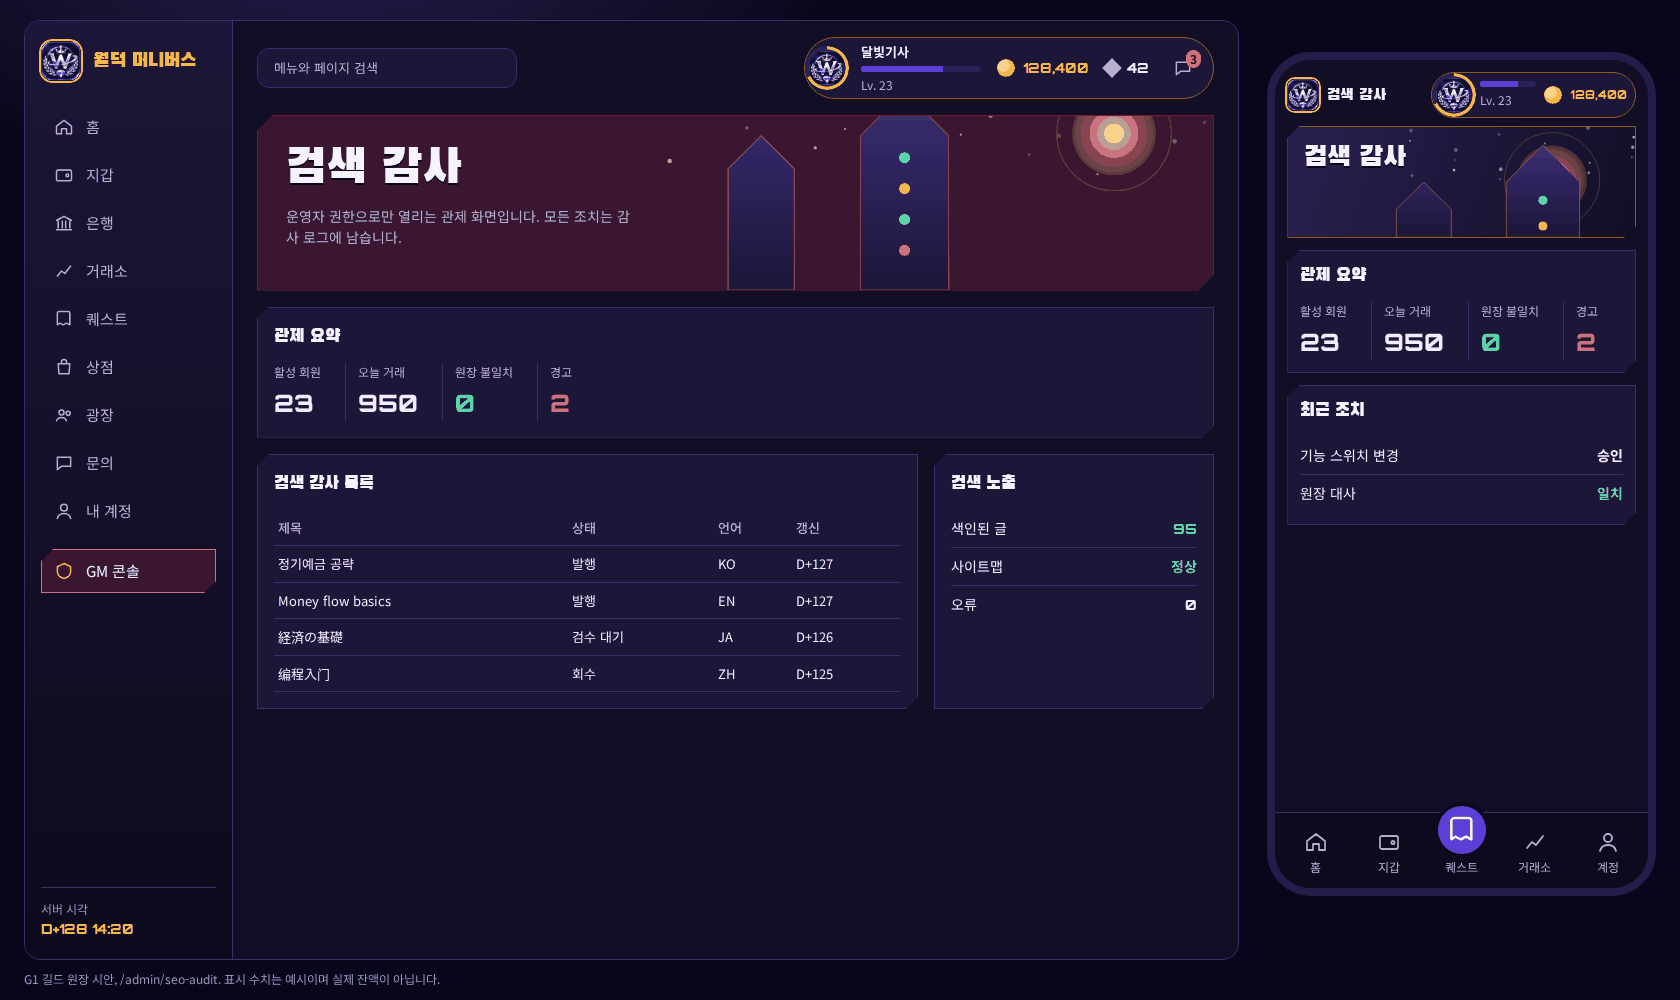 월덕 머니버스
홈
지갑
은행
거래소
퀘스트
상점
광장
문의
내 계정
GM 콘솔
서버 시각
D+128 14:20
메뉴와 페이지 검색
달빛기사
Lv. 23
128,400
42
3
검색 감사
운영자 권한으로만 열리는 관제 화면입니다. 모든 조치는 감
사 로그에 남습니다.
관제 요약
활성 회원
오늘 거래
원장 불일치
경고
23
950
0
2
검색 감사 목록
제목 상태 언어 갱신
정기예금 공략 발행 KO D+127
Money flow basics 발행 EN D+127
経済の基礎 검수 대기 JA D+126
编程入门 회수 ZH D+125
검색 노출
색인된 글 95
사이트맵 정상
오류 0
W
검색 감사
Lv. 23
128,400
검색 감사
관제 요약
활성 회원
오늘 거래
원장 불일치
경고
23
950
0
2
최근 조치
기능 스위치 변경 승인
원장 대사 일치
홈
지갑
퀘스트
거래소
계정
G1 길드 원장 시안, /admin/seo-audit. 표시 수치는 예시이며 실제 잔액이 아닙니다.